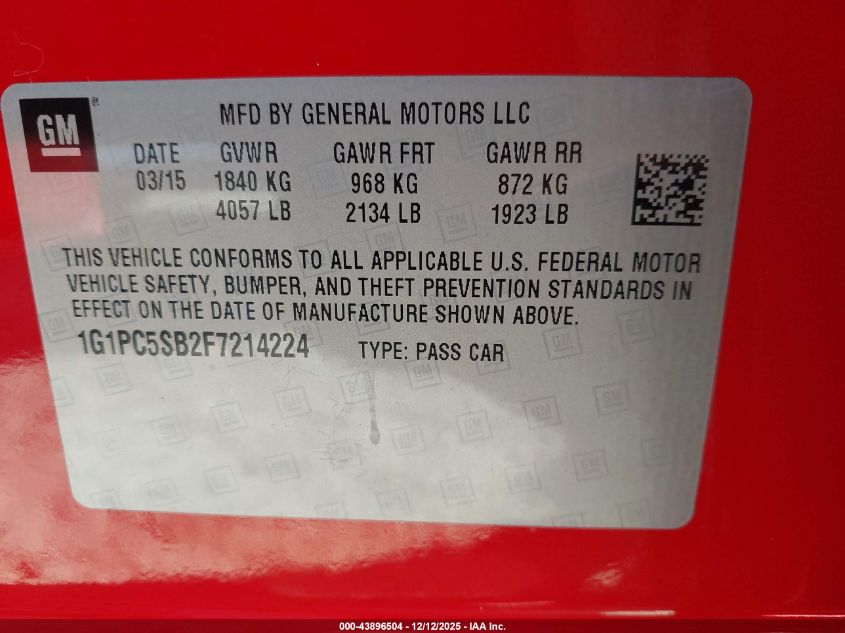 GM ®
MFD BY GENERAL MOTORS LLC
DATE GVWR GAWR FRT GAWR RR
03/15 1840 KG 968 KG 872 KG
4057 LB 2134 LB 1923 LB
THIS VEHICLE CONFORMS TO ALL APPLICABLE U.S. FEDERAL MOTOR
VEHICLE SAFETY, BUMPER, AND THEFT PREVENTION STANDARDS IN
EFFECT ON THE DATE OF MANUFACTURE SHOWN ABOVE.
1G1PC5SB2F7214224 TYPE: PASS CAR
000-43896504 - 12/12/2025 - IAA Inc.